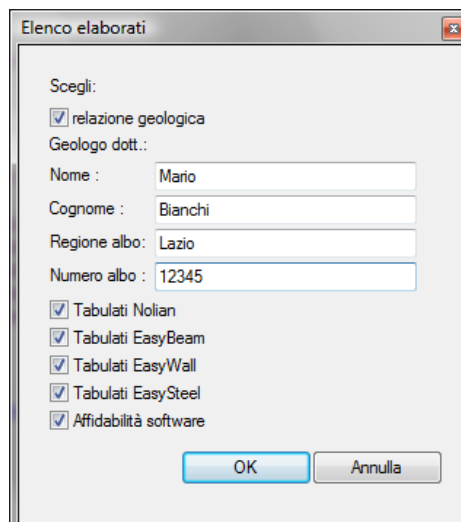 Elenco elaborati
Scegli:
relazione geologica
Geologo dott.:
Nome : Mario
Cognome : Bianchi
Regione albo: Lazio
Numero albo : 12345
Tabulati Nolian
Tabulati EasyBeam
Tabulati EasyWall
Tabulati EasySteel
Affidabilità software
OK Annulla